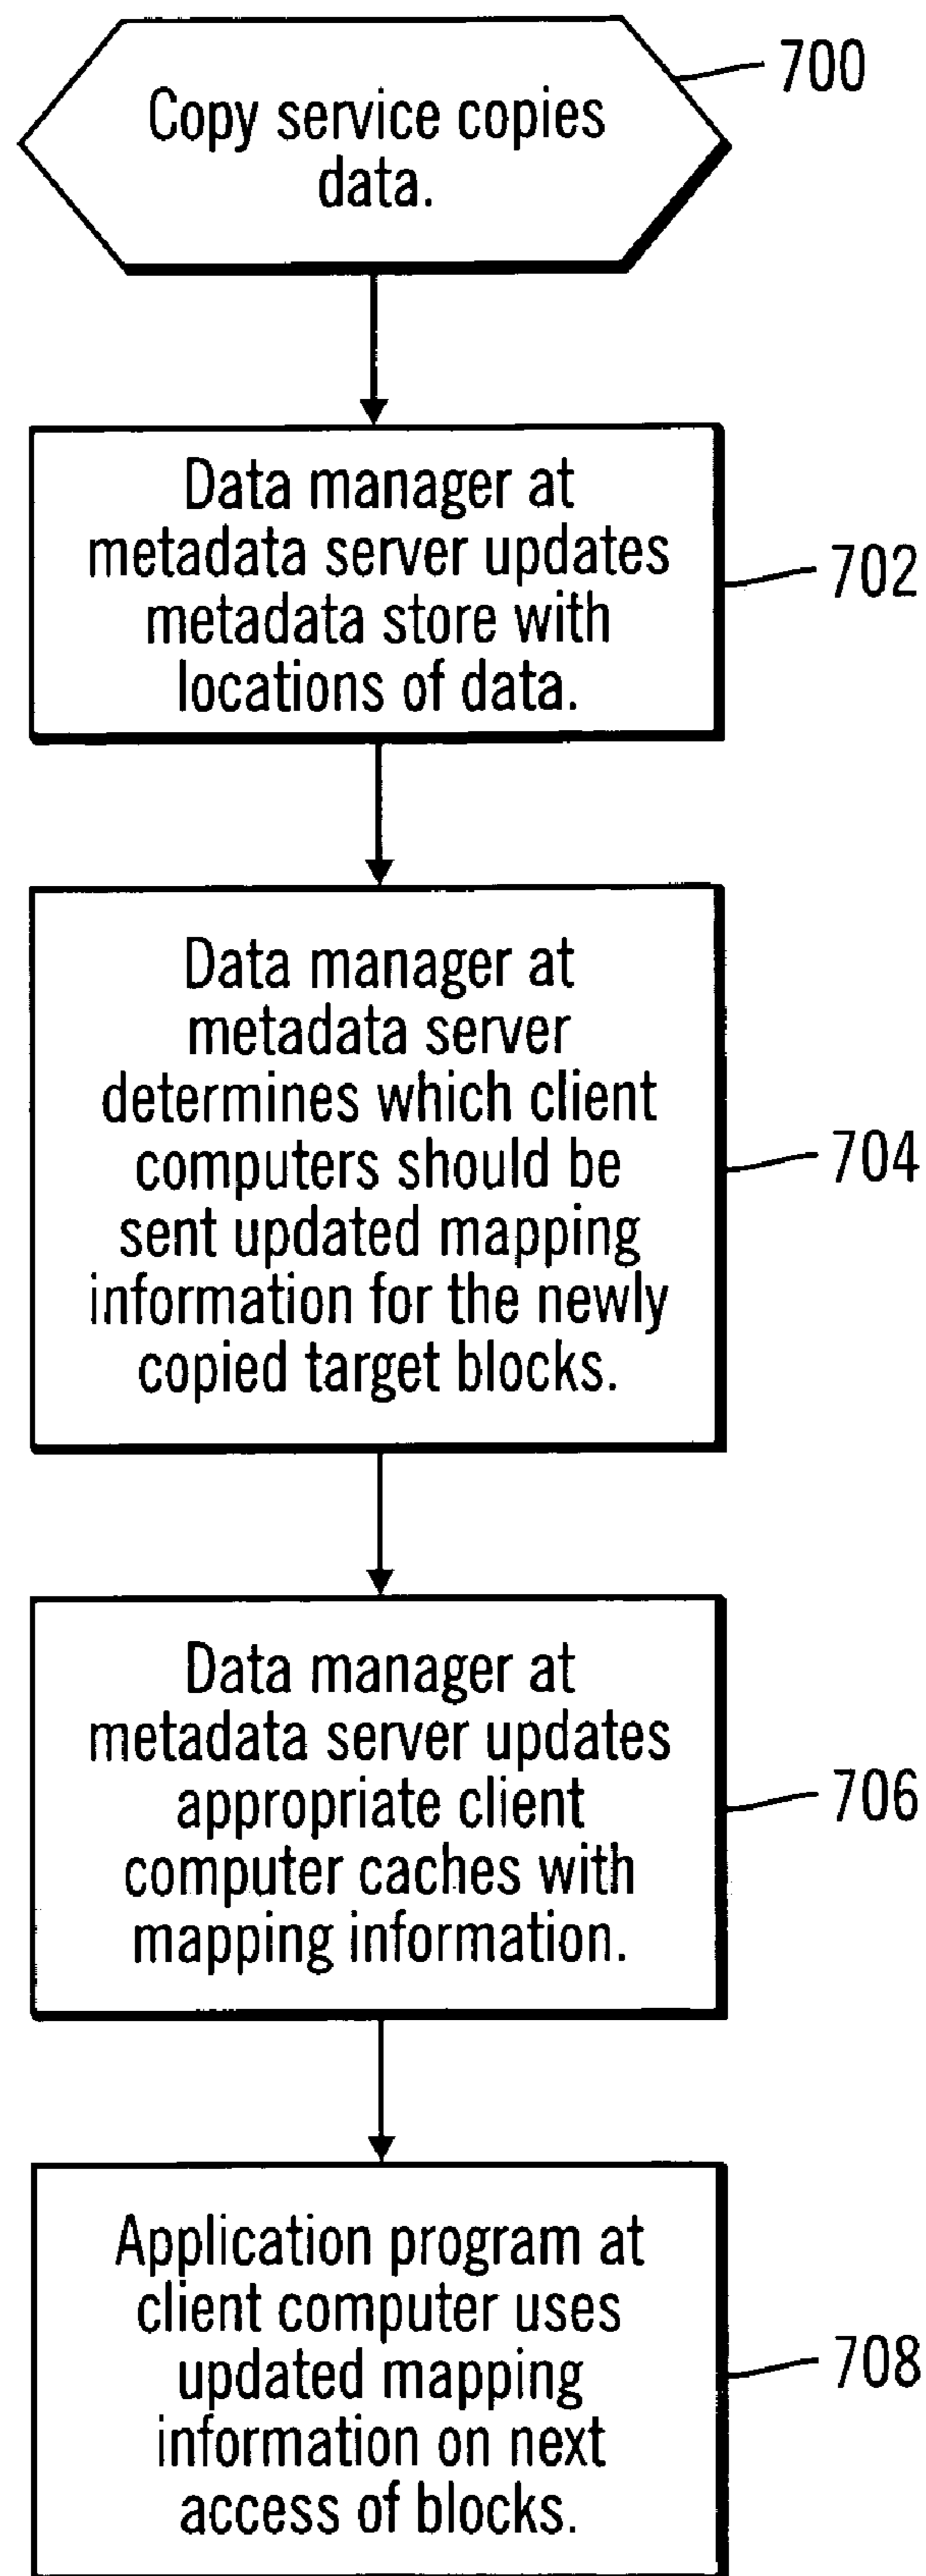 Copy service copies
data.
700
Data manager at
metadata server updates
metadata store with
locations of data.
702
Data manager at
metadata server
determines which client
computers should be
sent updated mapping
information for the newly
copied target blocks.
704
Data manager at
metadata server updates
appropriate client
computer caches with
mapping information.
706
Application program at
client computer uses
updated mapping
information on next
access of blocks.
708